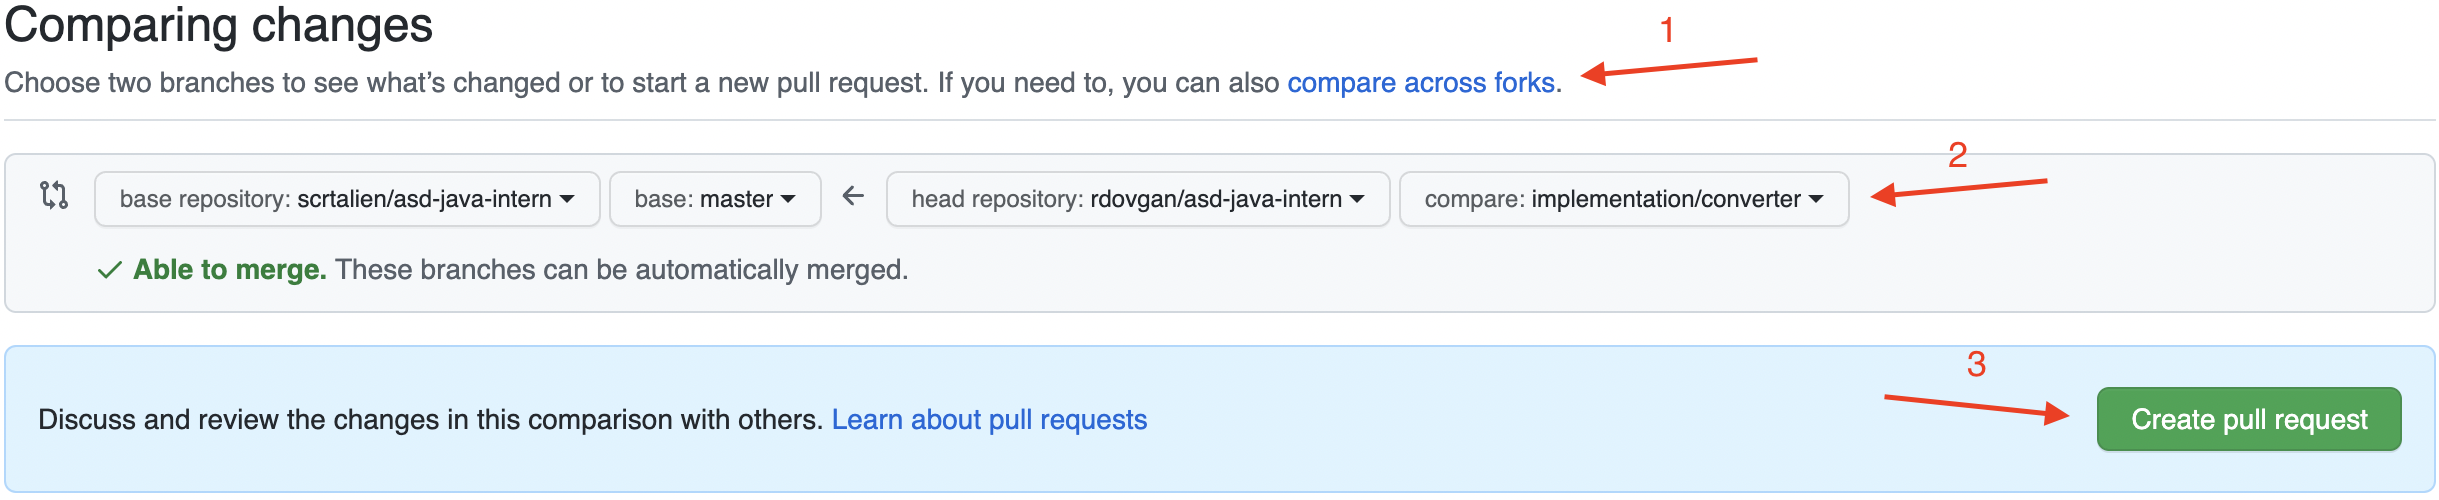 Comparing changes
1
Choose two branches to see what’s changed or to start a new pull request. If you need to, you can also compare across forks.
2
base repository: scrtalien/asd-java-intern base: master head repository: rdovgan/asd-java-intern compare: implementation/converter
Able to merge. These branches can be automatically merged.
3
Discuss and review the changes in this comparison with others. Learn about pull requests Create pull request